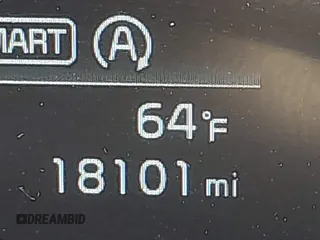 MART A
64°F
18101 mi
DREAMBID